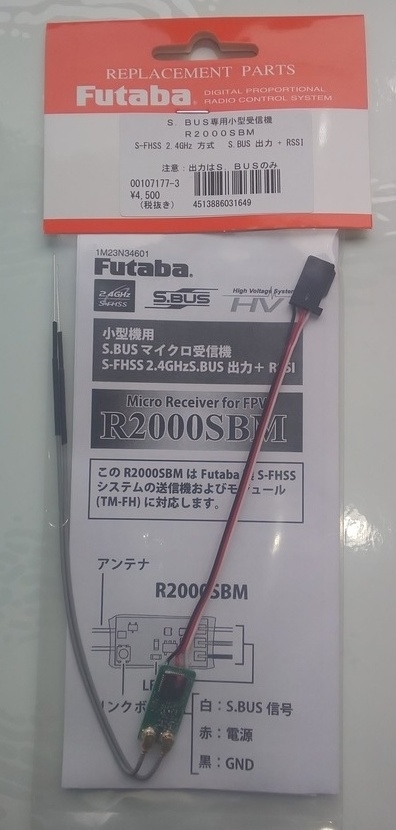 REPLACEMENT PARTS
Futaba® DIGITAL PROPORTIONAL
RADIO CONTROL SYSTEM
S. BUS専用小型受信機
R2000SBM
S-FHSS 2.4GHz 方式 S.BUS 出力 + RSSI
注意:出力はS. BUSのみ
00107177-3
¥4,500
(税抜き) 4513886031649
1M23N34601
Futaba®
2.4GHz
S-FHSS
S.BUS
High Voltage System
HV
小型機用
S.BUS マイクロ受信機
S-FHSS 2.4GHzS.BUS 出力+ RSSI
Micro Receiver for FPV
R2000SBM
この R2000SBM は Futaba S-FHSS
システムの送信機およびモジュール
(TM-FH) に対応します。
アンテナ
R2000SBM
LE
リンクボ
白:S.BUS 信号
赤:電源
黒:GND